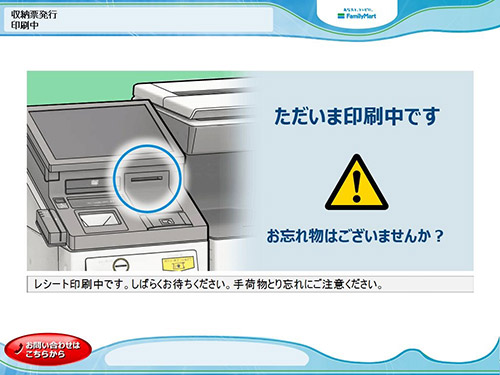 収納票発行
印刷中
あなたと、コンビに、
FamilyMart
ただいま印刷中です
お忘れ物はございませんか？
レシート印刷中です。しばらくお待ちください。手荷物とり忘れにご注意ください。
お問い合わせは
こちらから